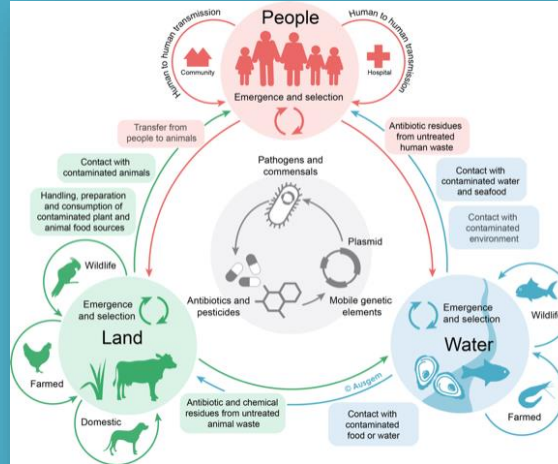 People
Human to human transmission
Community
Human to human transmission
Hospital
Emergence and selection
Transfer from
people to animals
Antibiotic residues
from untreated
human waste
Contact with
contaminated animals
Pathogens and
commensals
Contact with
contaminated water
and seafood
Handling, preparation
and consumption of
contaminated plant and
animal food sources
Contact with
contaminated
environment
Plasmid
Wildlife
Antibiotics and
pesticides
Mobile genetic
elements
Emergence
and selection
Land
Farmed
Domestic
Emergence
and selection
Water
Wildlife
Farmed
© Ausgem
Antibiotic and chemical
residues from untreated
animal waste
Contact with
contaminated
food or water